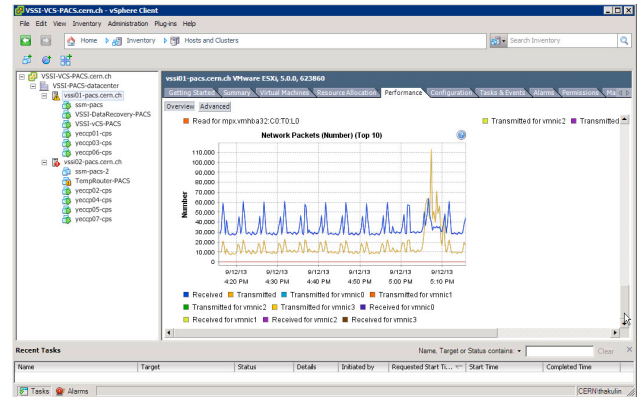 VSSI-VCS-PACS.cern.ch - vSphere Client
File Edit View Inventory Administration Plug-ins Help
Home Inventory Hosts and Clusters
Search Inventory
VSSI-VCS-PACS.cern.ch
VSSI-PACS-datacenter
vssi01-pacs.cern.ch
ssm-pacs
VSSI-DataRecovery-PACS
VSSI-vCS-PACS
yeccp01-cps
yeccp03-cps
yeccp06-cps
vssi02-pacs.cern.ch
ssm-pacs-2
TempRouter-PACS
yeccp02-cps
yeccp04-cps
yeccp05-cps
yeccp07-cps
vssi01-pacs.cern.ch VMware ESXi, 5.0.0, 623860
Getting Started Summary Virtual Machines Resource Allocation Performance Configuration Tasks & Events Alarms Permissions Ma
Overview Advanced
Read for mpx.vmhba32:C0:T0:L0 Transmitted for vmnic2 Transmitted
Network Packets (Number) (Top 10)
Number
110.000
100.000
90.000
80.000
70.000
60.000
50.000
40.000
30.000
20.000
10.000
0
9/12/13 9/12/13 9/12/13 9/12/13 9/12/13 9/12/13
4:20 PM 4:30 PM 4:40 PM 4:50 PM 5:00 PM 5:10 PM
Received Transmitted Transmitted for vmnic0 Transmitted for vmnic1
Transmitted for vmnic2 Transmitted for vmnic3 Received for vmnic0
Received for vmnic1 Received for vmnic2 Received for vmnic3
Recent Tasks Name, Target or Status contains: Clear
Name Target Status Details Initiated by Requested Start Ti... Start Time Completed Time
Tasks Alarms CERN\thakulin